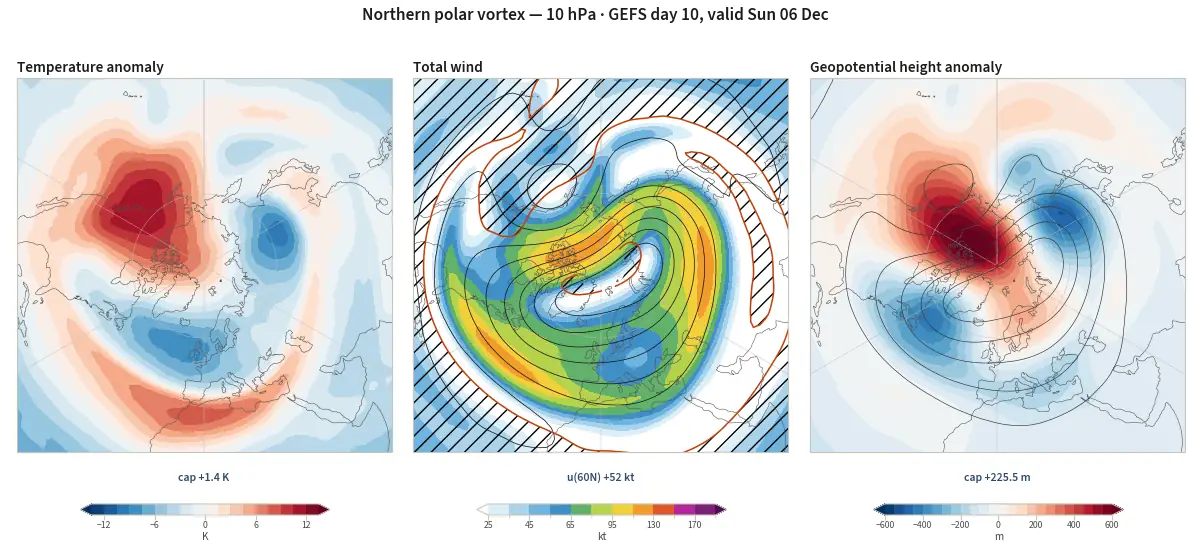 Northern polar vortex — 10 hPa · GEFS day 10, valid Sun 06 Dec
Temperature anomaly
Total wind
Geopotential height anomaly
cap +1.4 K
u(60N) +52 kt
cap +225.5 m
−12 −6 0 6 12
K
25 45 65 95 130 170
kt
−600 −400 −200 0 200 400 600
m